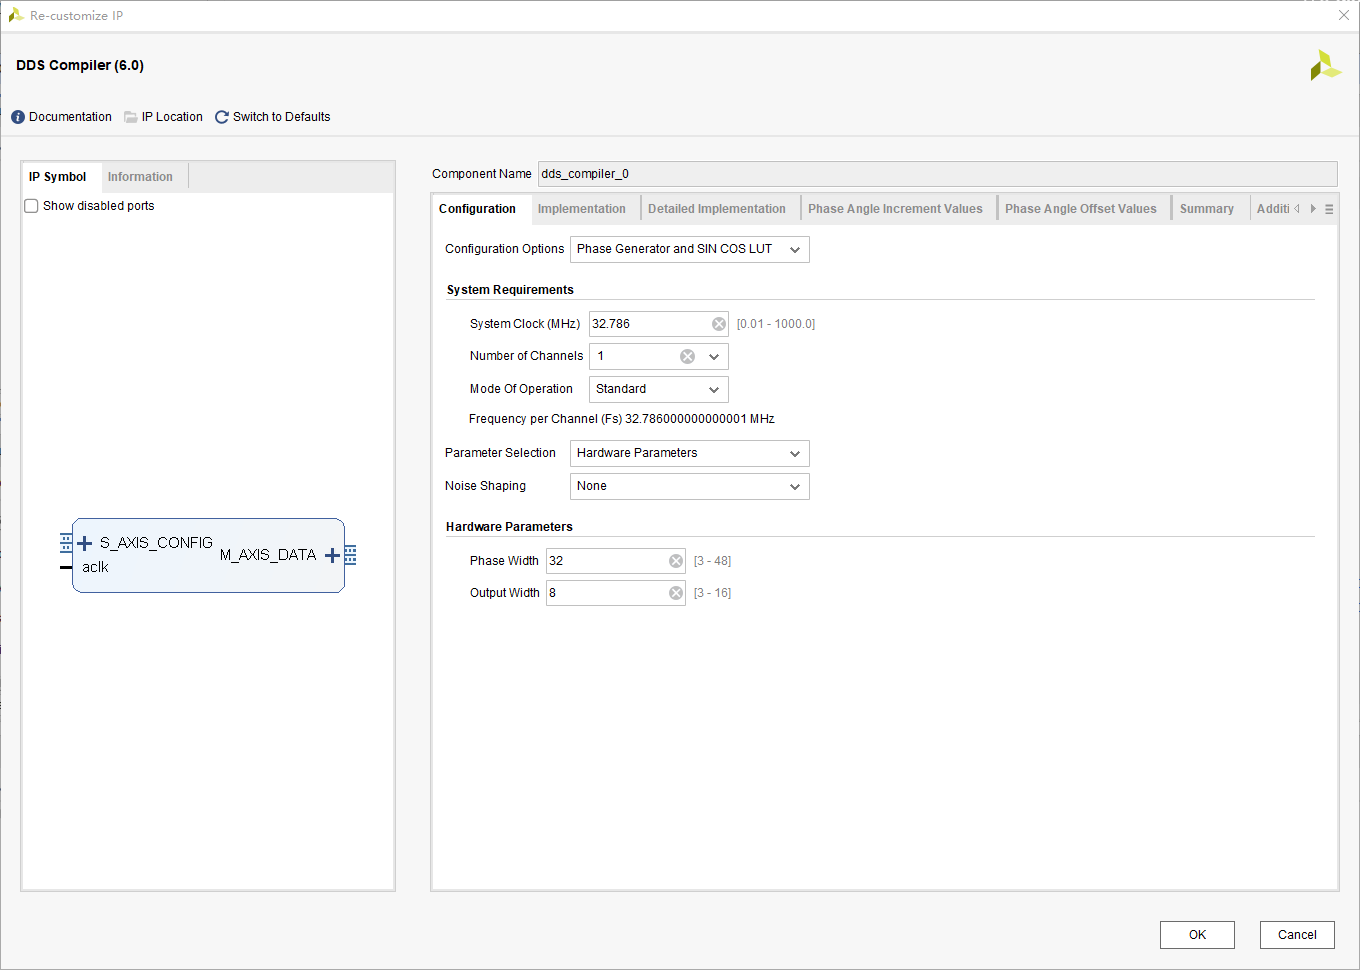 Re-customize IP
DDS Compiler (6.0)
Documentation IP Location Switch to Defaults
IP Symbol Information
Show disabled ports
S_AXIS_CONFIG
M_AXIS_DATA
aclk
Component Name dds_compiler_0
Configuration Implementation Detailed Implementation Phase Angle Increment Values Phase Angle Offset Values Summary Additi
Configuration Options Phase Generator and SIN COS LUT
System Requirements
System Clock (MHz) 32.786 [0.01 - 1000.0]
Number of Channels 1
Mode Of Operation Standard
Frequency per Channel (Fs) 32.786000000000001 MHz
Parameter Selection Hardware Parameters
Noise Shaping None
Hardware Parameters
Phase Width 32 [3 - 48]
Output Width 8 [3 - 16]
OK Cancel